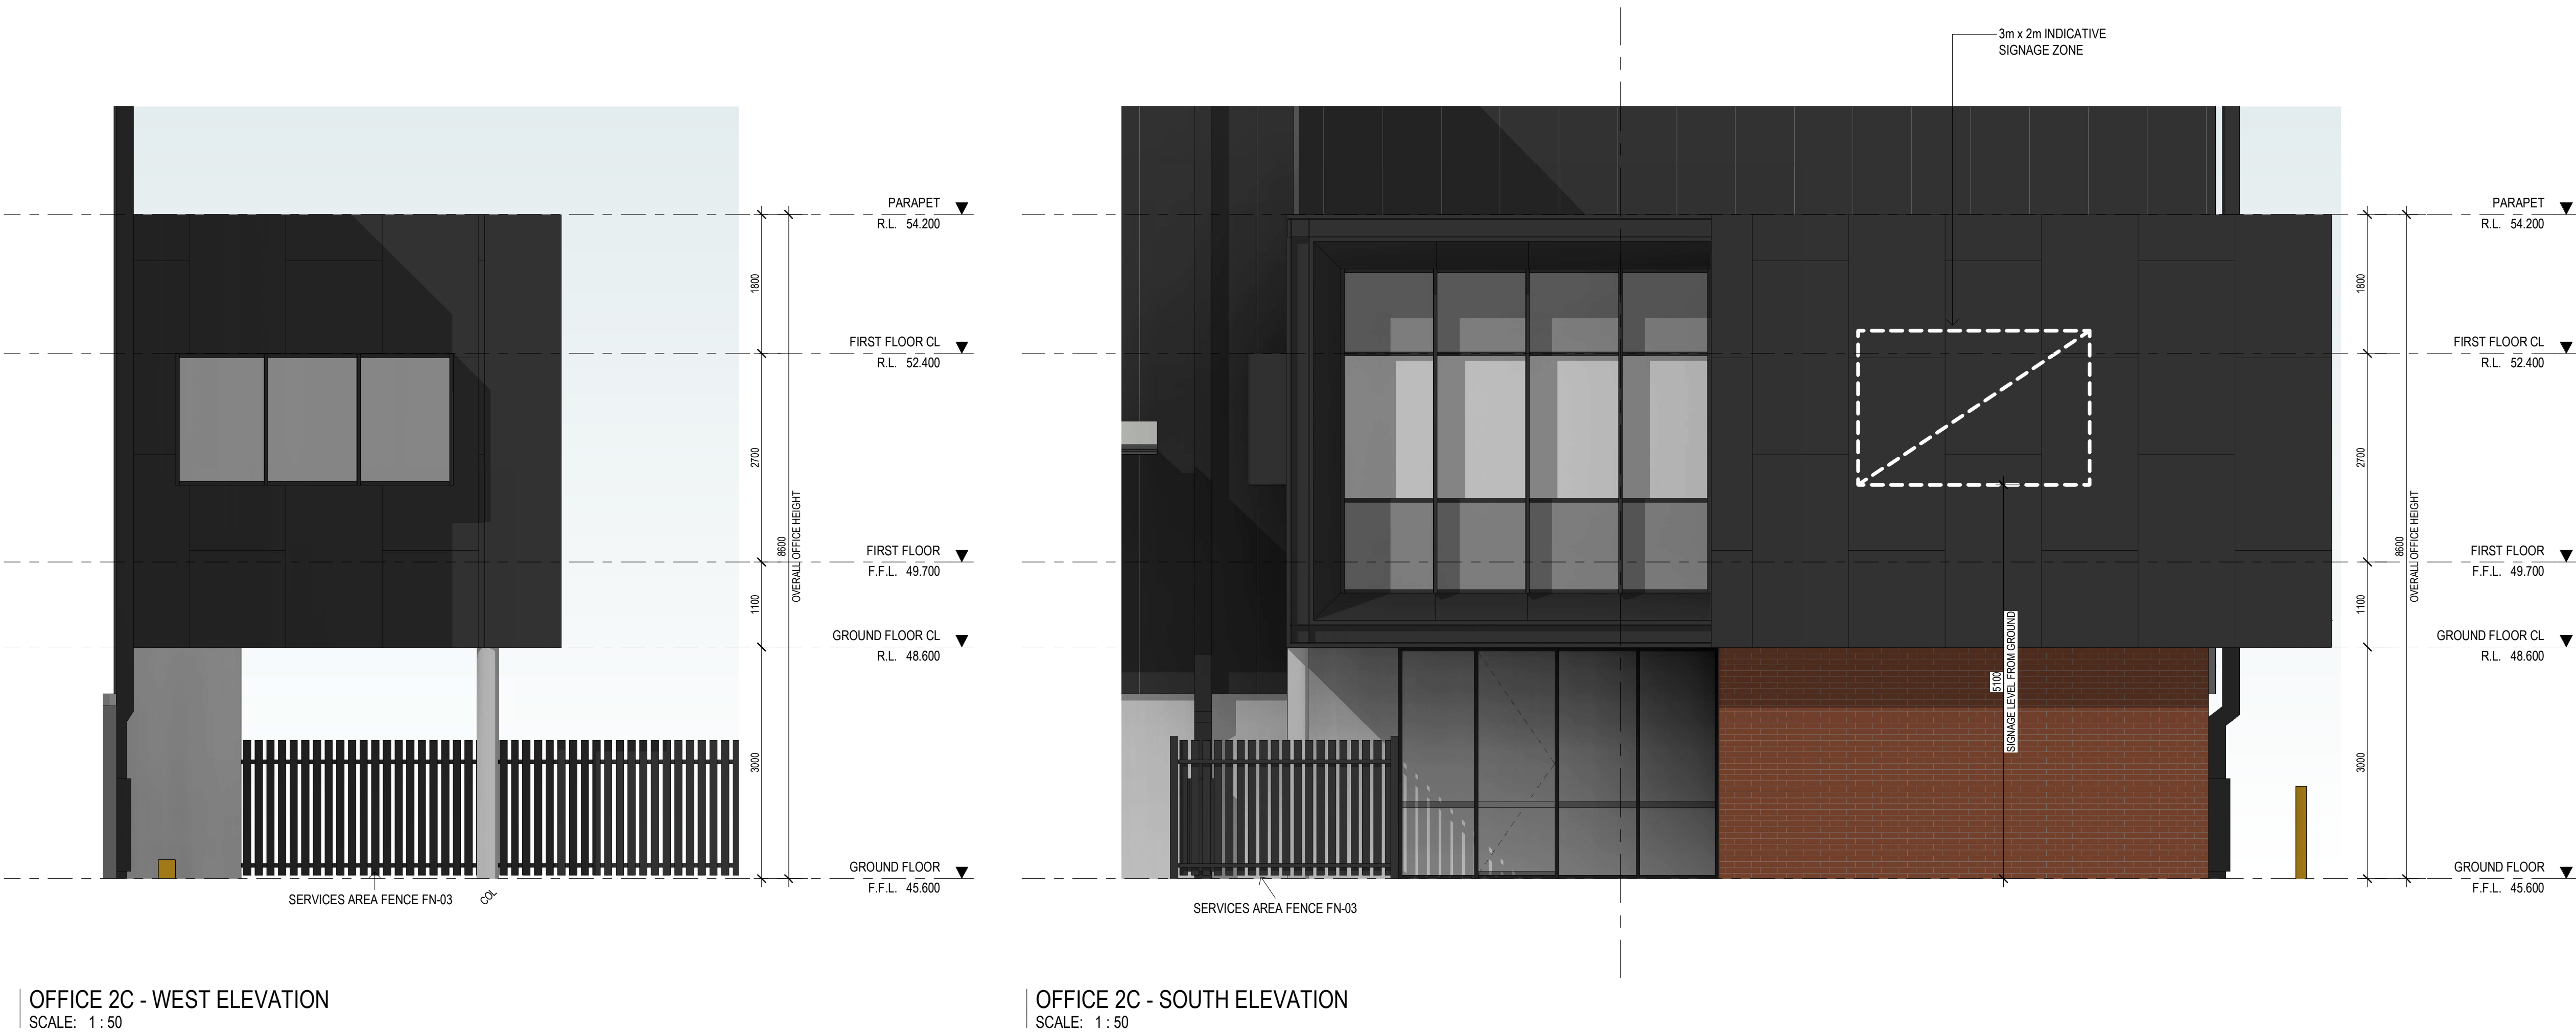 3m x 2m INDICATIVE
SIGNAGE ZONE
PARAPET
R.L. 54.200
1800
FIRST FLOOR CL
R.L. 52.400
2700
8600
OVERALL OFFICE HEIGHT
FIRST FLOOR
F.F.L. 49.700
1100
GROUND FLOOR CL
R.L. 48.600
3000
GROUND FLOOR
F.F.L. 45.600
SERVICES AREA FENCE FN-03
COL
OFFICE 2C - WEST ELEVATION
SCALE: 1 : 50
PARAPET
R.L. 54.200
1800
FIRST FLOOR CL
R.L. 52.400
2700
8600
OVERALL OFFICE HEIGHT
FIRST FLOOR
F.F.L. 49.700
1100
GROUND FLOOR CL
R.L. 48.600
5100
SIGNAGE LEVEL FROM GROUND
3000
GROUND FLOOR
F.F.L. 45.600
SERVICES AREA FENCE FN-03
OFFICE 2C - SOUTH ELEVATION
SCALE: 1 : 50